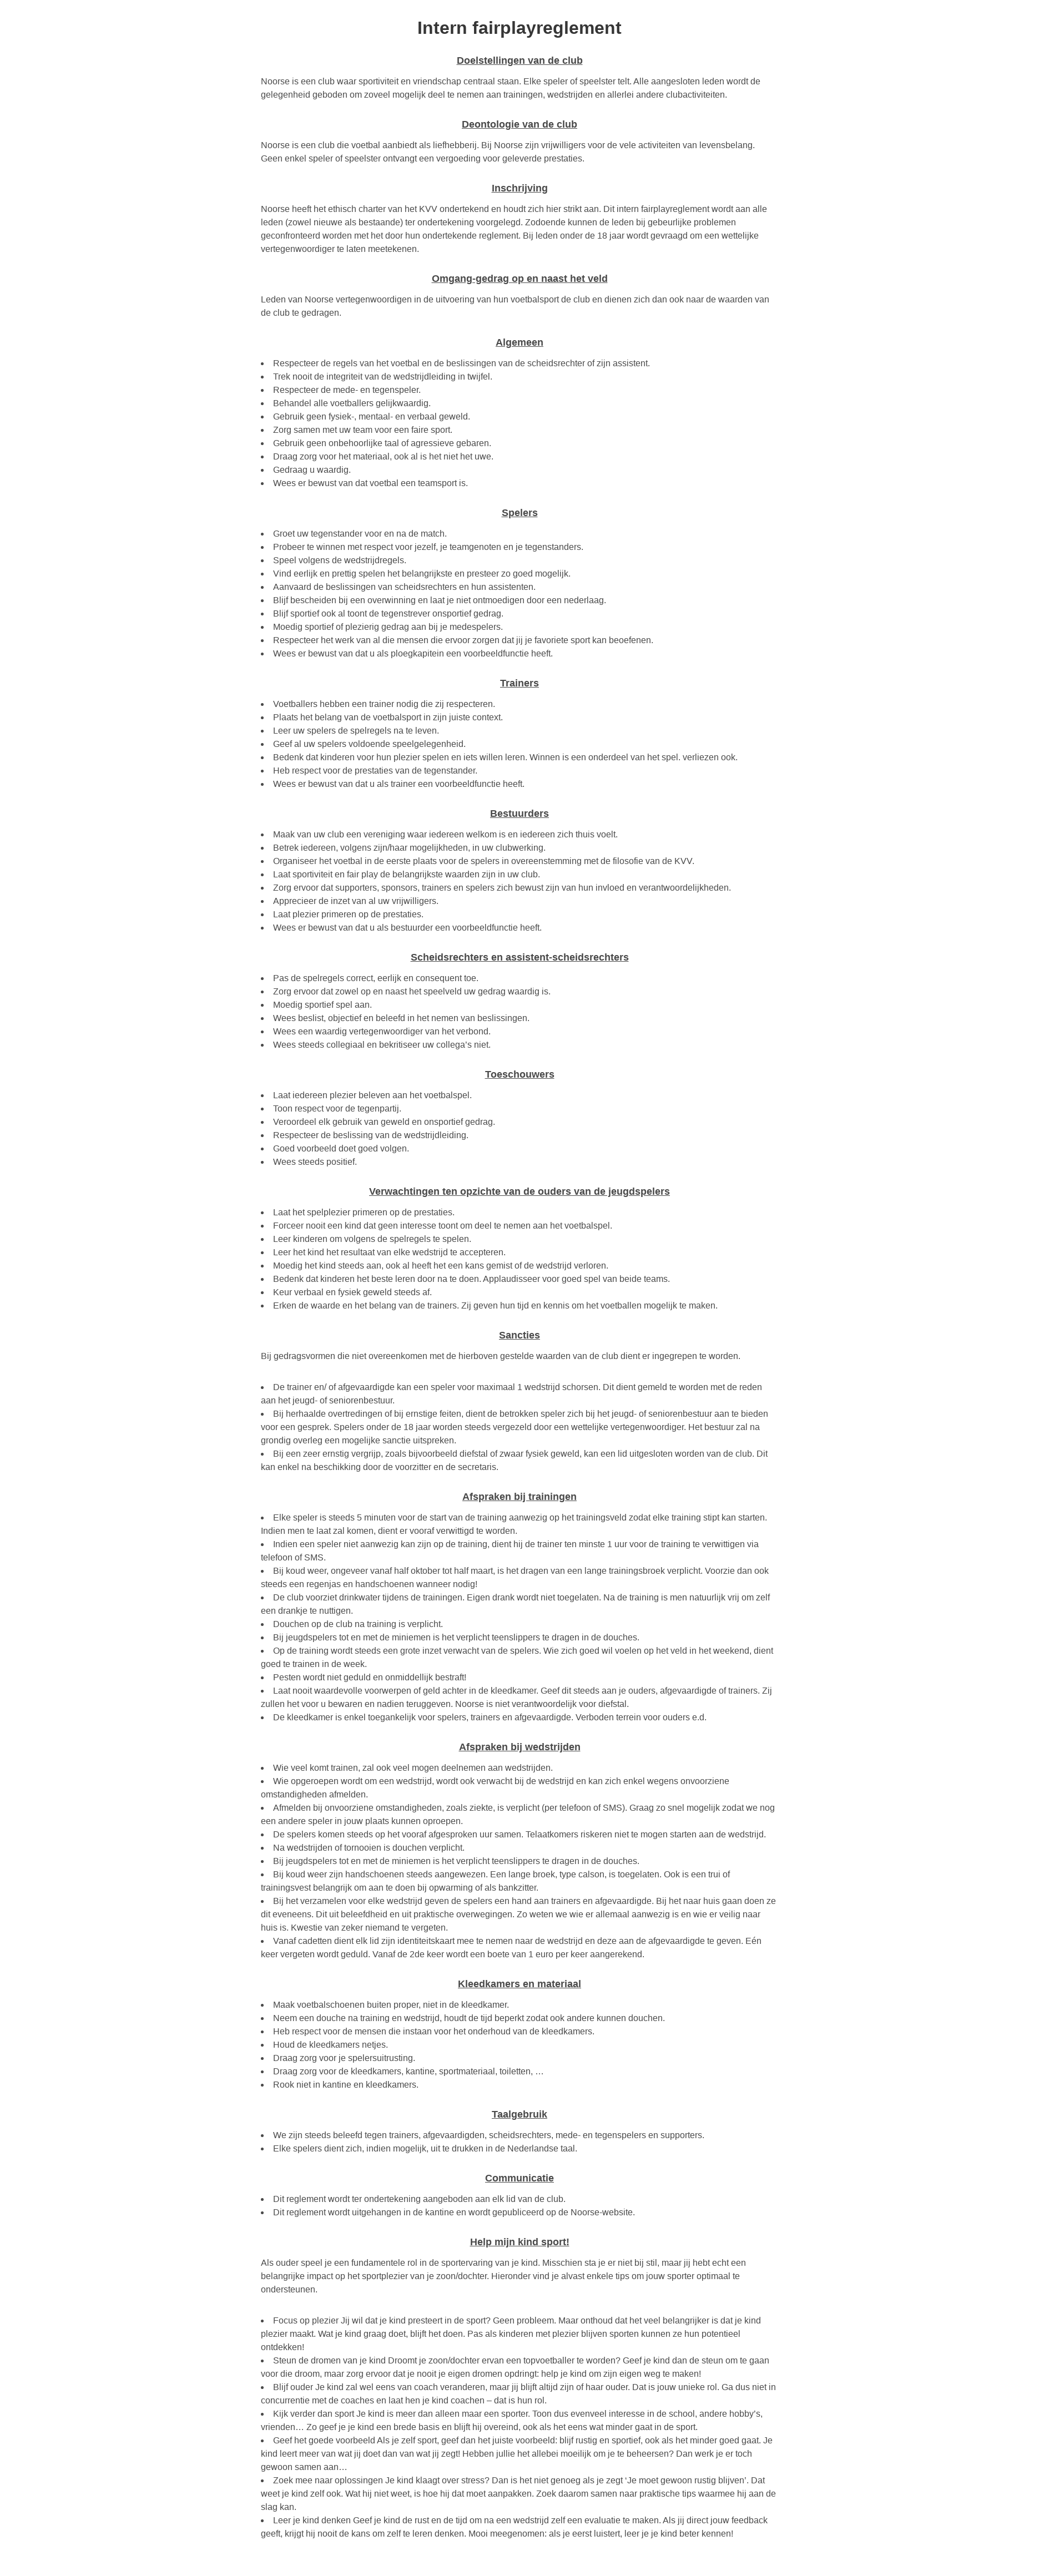 Intern fairplayreglement
Doelstellingen van de club
Noorse is een club waar sportiviteit en vriendschap centraal staan. Elke speler of speelster telt. Alle aangesloten leden wordt de
gelegenheid geboden om zoveel mogelijk deel te nemen aan trainingen, wedstrijden en allerlei andere clubactiviteiten.
Deontologie van de club
Noorse is een club die voetbal aanbiedt als liefhebberij. Bij Noorse zijn vrijwilligers voor de vele activiteiten van levensbelang.
Geen enkel speler of speelster ontvangt een vergoeding voor geleverde prestaties.
Inschrijving
Noorse heeft het ethisch charter van het KVV ondertekend en houdt zich hier strikt aan. Dit intern fairplayreglement wordt aan alle
leden (zowel nieuwe als bestaande) ter ondertekening voorgelegd. Zodoende kunnen de leden bij gebeurlijke problemen
geconfronteerd worden met het door hun ondertekende reglement. Bij leden onder de 18 jaar wordt gevraagd om een wettelijke
vertegenwoordiger te laten meetekenen.
Omgang-gedrag op en naast het veld
Leden van Noorse vertegenwoordigen in de uitvoering van hun voetbalsport de club en dienen zich dan ook naar de waarden van
de club te gedragen.
Algemeen
• Respecteer de regels van het voetbal en de beslissingen van de scheidsrechter of zijn assistent.
• Trek nooit de integriteit van de wedstrijdleiding in twijfel.
• Respecteer de mede- en tegenspeler.
• Behandel alle voetballers gelijkwaardig.
• Gebruik geen fysiek-, mentaal- en verbaal geweld.
• Zorg samen met uw team voor een faire sport.
• Gebruik geen onbehoorlijke taal of agressieve gebaren.
• Draag zorg voor het materiaal, ook al is het niet het uwe.
• Gedraag u waardig.
• Wees er bewust van dat voetbal een teamsport is.
Spelers
• Groet uw tegenstander voor en na de match.
• Probeer te winnen met respect voor jezelf, je teamgenoten en je tegenstanders.
• Speel volgens de wedstrijdregels.
• Vind eerlijk en prettig spelen het belangrijkste en presteer zo goed mogelijk.
• Aanvaard de beslissingen van scheidsrechters en hun assistenten.
• Blijf bescheiden bij een overwinning en laat je niet ontmoedigen door een nederlaag.
• Blijf sportief ook al toont de tegenstrever onsportief gedrag.
• Moedig sportief of plezierig gedrag aan bij je medespelers.
• Respecteer het werk van al die mensen die ervoor zorgen dat jij je favoriete sport kan beoefenen.
• Wees er bewust van dat u als ploegkapitein een voorbeeldfunctie heeft.
Trainers
• Voetballers hebben een trainer nodig die zij respecteren.
• Plaats het belang van de voetbalsport in zijn juiste context.
• Leer uw spelers de spelregels na te leven.
• Geef al uw spelers voldoende speelgelegenheid.
• Bedenk dat kinderen voor hun plezier spelen en iets willen leren. Winnen is een onderdeel van het spel. verliezen ook.
• Heb respect voor de prestaties van de tegenstander.
• Wees er bewust van dat u als trainer een voorbeeldfunctie heeft.
Bestuurders
• Maak van uw club een vereniging waar iedereen welkom is en iedereen zich thuis voelt.
• Betrek iedereen, volgens zijn/haar mogelijkheden, in uw clubwerking.
• Organiseer het voetbal in de eerste plaats voor de spelers in overeenstemming met de filosofie van de KVV.
• Laat sportiviteit en fair play de belangrijkste waarden zijn in uw club.
• Zorg ervoor dat supporters, sponsors, trainers en spelers zich bewust zijn van hun invloed en verantwoordelijkheden.
• Apprecieer de inzet van al uw vrijwilligers.
• Laat plezier primeren op de prestaties.
• Wees er bewust van dat u als bestuurder een voorbeeldfunctie heeft.
Scheidsrechters en assistent-scheidsrechters
• Pas de spelregels correct, eerlijk en consequent toe.
• Zorg ervoor dat zowel op en naast het speelveld uw gedrag waardig is.
• Moedig sportief spel aan.
• Wees beslist, objectief en beleefd in het nemen van beslissingen.
• Wees een waardig vertegenwoordiger van het verbond.
• Wees steeds collegiaal en bekritiseer uw collega's niet.
Toeschouwers
• Laat iedereen plezier beleven aan het voetbalspel.
• Toon respect voor de tegenpartij.
• Veroordeel elk gebruik van geweld en onsportief gedrag.
• Respecteer de beslissing van de wedstrijdleiding.
• Goed voorbeeld doet goed volgen.
• Wees steeds positief.
Verwachtingen ten opzichte van de ouders van de jeugdspelers
• Laat het spelplezier primeren op de prestaties.
• Forceer nooit een kind dat geen interesse toont om deel te nemen aan het voetbalspel.
• Leer kinderen om volgens de spelregels te spelen.
• Leer het kind het resultaat van elke wedstrijd te accepteren.
• Moedig het kind steeds aan, ook al heeft het een kans gemist of de wedstrijd verloren.
• Bedenk dat kinderen het beste leren door na te doen. Applaudisseer voor goed spel van beide teams.
• Keur verbaal en fysiek geweld steeds af.
• Erken de waarde en het belang van de trainers. Zij geven hun tijd en kennis om het voetballen mogelijk te maken.
Sancties
Bij gedragsvormen die niet overeenkomen met de hierboven gestelde waarden van de club dient er ingegrepen te worden.
• De trainer en/ of afgevaardigde kan een speler voor maximaal 1 wedstrijd schorsen. Dit dient gemeld te worden met de reden
aan het jeugd- of seniorenbestuur.
• Bij herhaalde overtredingen of bij ernstige feiten, dient de betrokken speler zich bij het jeugd- of seniorenbestuur aan te bieden
voor een gesprek. Spelers onder de 18 jaar worden steeds vergezeld door een wettelijke vertegenwoordiger. Het bestuur zal na
grondig overleg een mogelijke sanctie uitspreken.
• Bij een zeer ernstig vergrijp, zoals bijvoorbeeld diefstal of zwaar fysiek geweld, kan een lid uitgesloten worden van de club. Dit
kan enkel na beschikking door de voorzitter en de secretaris.
Afspraken bij trainingen
• Elke speler is steeds 5 minuten voor de start van de training aanwezig op het trainingsveld zodat elke training stipt kan starten.
Indien men te laat zal komen, dient er vooraf verwittigd te worden.
• Indien een speler niet aanwezig kan zijn op de training, dient hij de trainer ten minste 1 uur voor de training te verwittigen via
telefoon of SMS.
• Bij koud weer, ongeveer vanaf half oktober tot half maart, is het dragen van een lange trainingsbroek verplicht. Voorzie dan ook
steeds een regenjas en handschoenen wanneer nodig!
• De club voorziet drinkwater tijdens de trainingen. Eigen drank wordt niet toegelaten. Na de training is men natuurlijk vrij om zelf
een drankje te nuttigen.
• Douchen op de club na training is verplicht.
• Bij jeugdspelers tot en met de miniemen is het verplicht teenslippers te dragen in de douches.
• Op de training wordt steeds een grote inzet verwacht van de spelers. Wie zich goed wil voelen op het veld in het weekend, dient
goed te trainen in de week.
• Pesten wordt niet geduld en onmiddellijk bestraft!
• Laat nooit waardevolle voorwerpen of geld achter in de kleedkamer. Geef dit steeds aan je ouders, afgevaardigde of trainers. Zij
zullen het voor u bewaren en nadien teruggeven. Noorse is niet verantwoordelijk voor diefstal.
• De kleedkamer is enkel toegankelijk voor spelers, trainers en afgevaardigde. Verboden terrein voor ouders e.d.
Afspraken bij wedstrijden
• Wie veel komt trainen, zal ook veel mogen deelnemen aan wedstrijden.
• Wie opgeroepen wordt om een wedstrijd, wordt ook verwacht bij de wedstrijd en kan zich enkel wegens onvoorziene
omstandigheden afmelden.
• Afmelden bij onvoorziene omstandigheden, zoals ziekte, is verplicht (per telefoon of SMS). Graag zo snel mogelijk zodat we nog
een andere speler in jouw plaats kunnen oproepen.
• De spelers komen steeds op het vooraf afgesproken uur samen. Telaatkomers riskeren niet te mogen starten aan de wedstrijd.
• Na wedstrijden of tornooien is douchen verplicht.
• Bij jeugdspelers tot en met de miniemen is het verplicht teenslippers te dragen in de douches.
• Bij koud weer zijn handschoenen steeds aangewezen. Een lange broek, type calson, is toegelaten. Ook is een trui of
trainingsvest belangrijk om aan te doen bij opwarming of als bankzitter.
• Bij het verzamelen voor elke wedstrijd geven de spelers een hand aan trainers en afgevaardigde. Bij het naar huis gaan doen ze
dit eveneens. Dit uit beleefdheid en uit praktische overwegingen. Zo weten we wie er allemaal aanwezig is en wie er veilig naar
huis is. Kwestie van zeker niemand te vergeten.
• Vanaf cadetten dient elk lid zijn identiteitskaart mee te nemen naar de wedstrijd en deze aan de afgevaardigde te geven. Eén
keer vergeten wordt geduld. Vanaf de 2de keer wordt een boete van 1 euro per keer aangerekend.
Kleedkamers en materiaal
• Maak voetbalschoenen buiten proper, niet in de kleedkamer.
• Neem een douche na training en wedstrijd, houdt de tijd beperkt zodat ook andere kunnen douchen.
• Heb respect voor de mensen die instaan voor het onderhoud van de kleedkamers.
• Houd de kleedkamers netjes.
• Draag zorg voor je spelersuitrusting.
• Draag zorg voor de kleedkamers, kantine, sportmateriaal, toiletten, …
• Rook niet in kantine en kleedkamers.
Taalgebruik
• We zijn steeds beleefd tegen trainers, afgevaardigden, scheidsrechters, mede- en tegenspelers en supporters.
• Elke spelers dient zich, indien mogelijk, uit te drukken in de Nederlandse taal.
Communicatie
• Dit reglement wordt ter ondertekening aangeboden aan elk lid van de club.
• Dit reglement wordt uitgehangen in de kantine en wordt gepubliceerd op de Noorse-website.
Help mijn kind sport!
Als ouder speel je een fundamentele rol in de sportervaring van je kind. Misschien sta je er niet bij stil, maar jij hebt echt een
belangrijke impact op het sportplezier van je zoon/dochter. Hieronder vind je alvast enkele tips om jouw sporter optimaal te
ondersteunen.
• Focus op plezier Jij wil dat je kind presteert in de sport? Geen probleem. Maar onthoud dat het veel belangrijker is dat je kind
plezier maakt. Wat je kind graag doet, blijft het doen. Pas als kinderen met plezier blijven sporten kunnen ze hun potentieel
ontdekken!
• Steun de dromen van je kind Droomt je zoon/dochter ervan een topvoetballer te worden? Geef je kind dan de steun om te gaan
voor die droom, maar zorg ervoor dat je nooit je eigen dromen opdringt: help je kind om zijn eigen weg te maken!
• Blijf ouder Je kind zal wel eens van coach veranderen, maar jij blijft altijd zijn of haar ouder. Dat is jouw unieke rol. Ga dus niet in
concurrentie met de coaches en laat hen je kind coachen – dat is hun rol.
• Kijk verder dan sport Je kind is meer dan alleen maar een sporter. Toon dus evenveel interesse in de school, andere hobby's,
vrienden… Zo geef je je kind een brede basis en blijft hij overeind, ook als het eens wat minder gaat in de sport.
• Geef het goede voorbeeld Als je zelf sport, geef dan het juiste voorbeeld: blijf rustig en sportief, ook als het minder goed gaat. Je
kind leert meer van wat jij doet dan van wat jij zegt! Hebben jullie het allebei moeilijk om je te beheersen? Dan werk je er toch
gewoon samen aan…
• Zoek mee naar oplossingen Je kind klaagt over stress? Dan is het niet genoeg als je zegt ‘Je moet gewoon rustig blijven’. Dat
weet je kind zelf ook. Wat hij niet weet, is hoe hij dat moet aanpakken. Zoek daarom samen naar praktische tips waarmee hij aan de
slag kan.
• Leer je kind denken Geef je kind de rust en de tijd om na een wedstrijd zelf een evaluatie te maken. Als jij direct jouw feedback
geeft, krijgt hij nooit de kans om zelf te leren denken. Mooi meegenomen: als je eerst luistert, leer je je kind beter kennen!